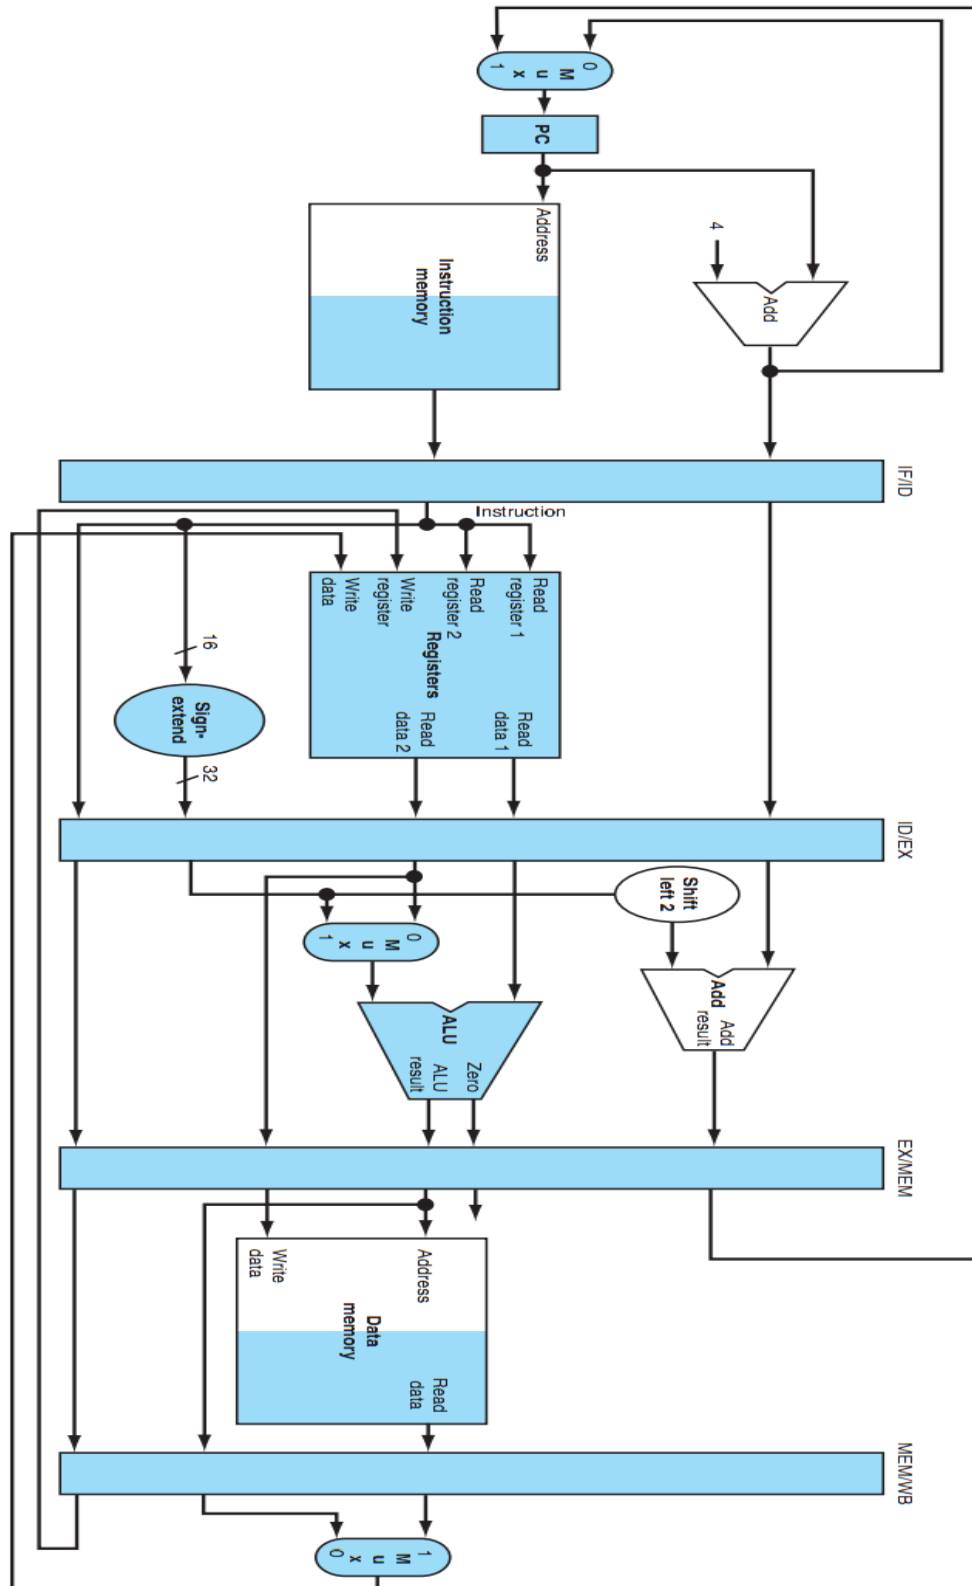 0
M
u
x
1
PC
4
Add
Address
Instruction
memory
IF/ID
Instruction
Read
register 1
Read
register 2
Write
register
Write
data
Registers
Read
data 1
Read
data 2
16
Sign-
extend
32
ID/EX
Shift
left 2
0
M
u
x
1
Add
Add
result
ALU
Zero
ALU
result
EX/MEM
Address
Write
data
Data
memory
Read
data
MEM/WB
1
M
u
x
0